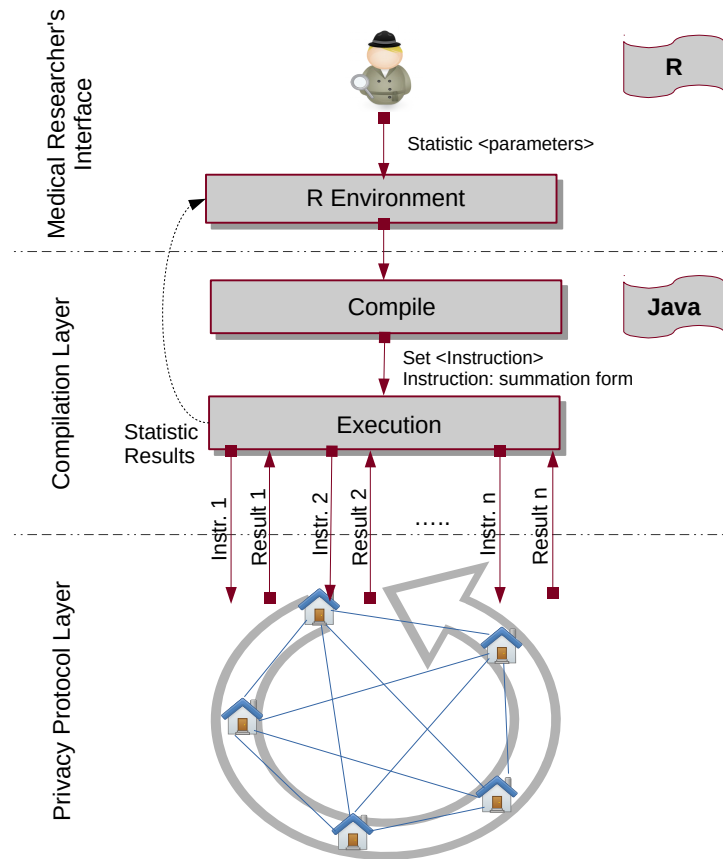 Medical Researcher's
Interface
R
Statistic <parameters>
R Environment
Compilation Layer
Compile
Java
Set <Instruction>
Instruction: summation form
Execution
Statistic
Results
Instr. 1
Result 1
Instr. 2
Result 2
.....
Instr. n
Result n
Privacy Protocol Layer